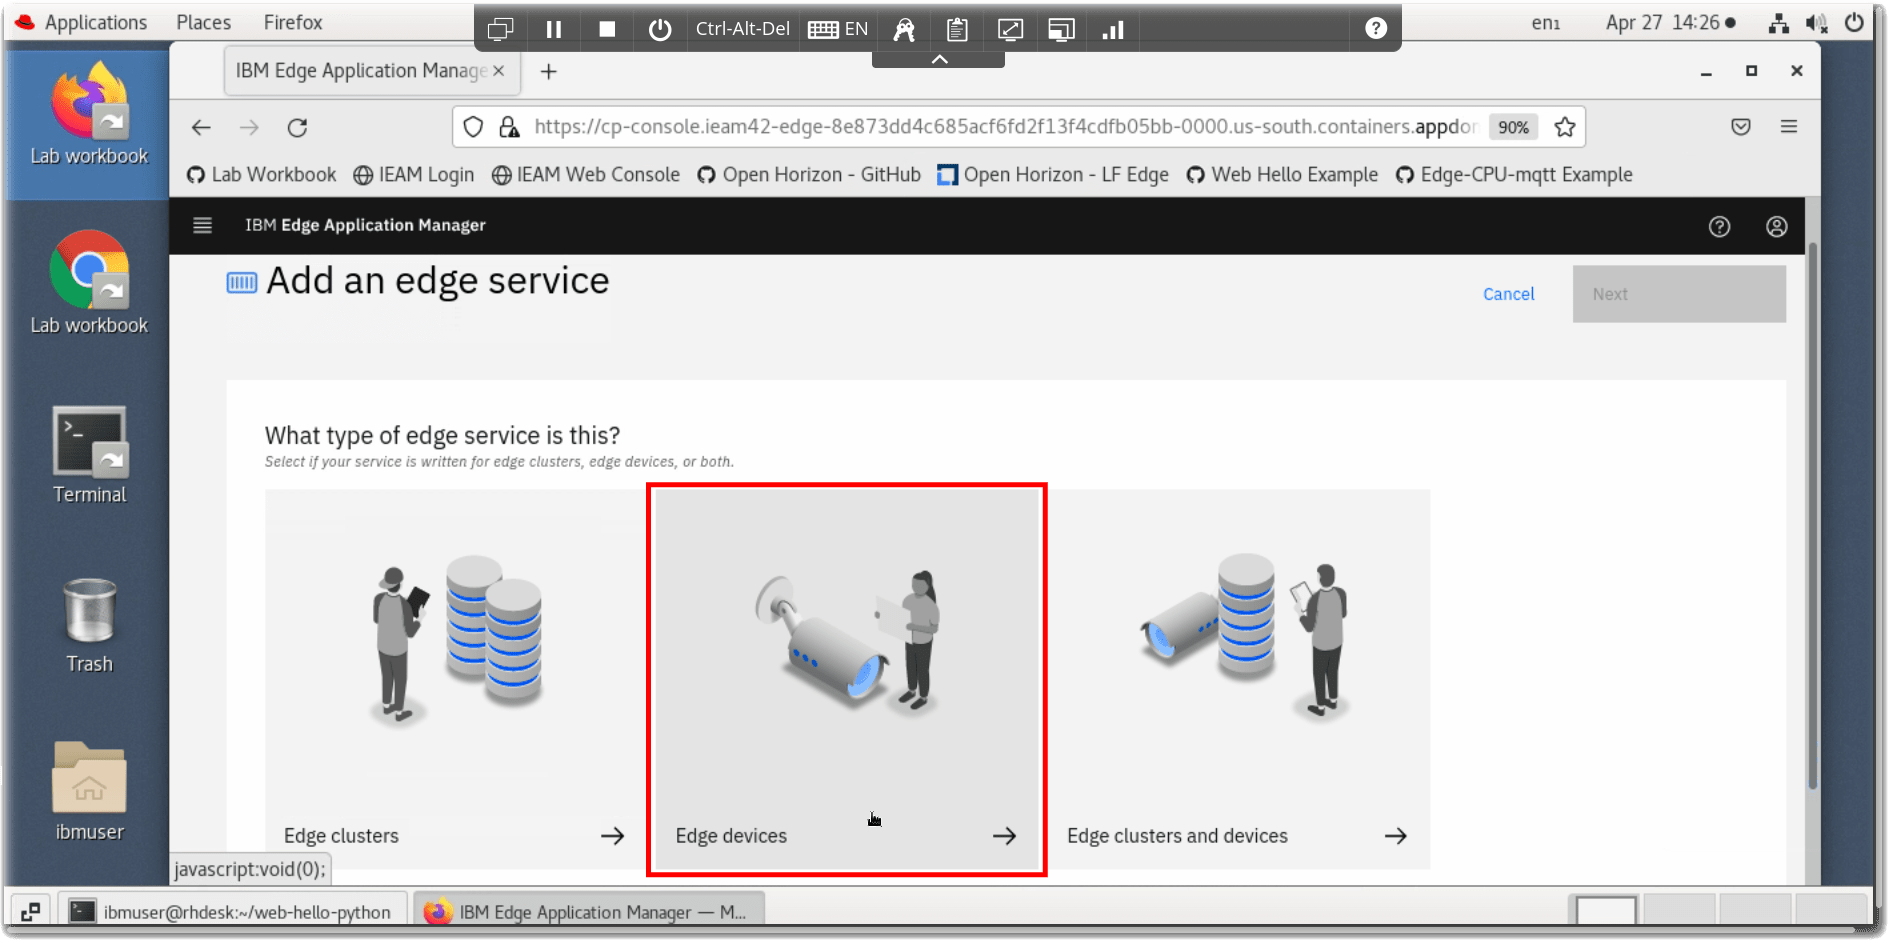 Applications Places Firefox
Ctrl-Alt-Del EN
en1 Apr 27 14:26
IBM Edge Application Manage
Lab workbook
https://cp-console.ieam42-edge-8e873dd4c685acf6fd2f13f4cdfb05bb-0000.us-south.containers.appdor 90%
Lab Workbook IEAM Login IEAM Web Console Open Horizon - GitHub Open Horizon - LF Edge Web Hello Example Edge-CPU-mqtt Example
IBM Edge Application Manager
Add an edge service
Cancel Next
Lab workbook
What type of edge service is this?
Select if your service is written for edge clusters, edge devices, or both.
Terminal
Trash
ibmuser
Edge clusters
Edge devices
Edge clusters and devices
javascript:void(0);
ibmuser@rhdesk:~/web-hello-python
IBM Edge Application Manager — M...